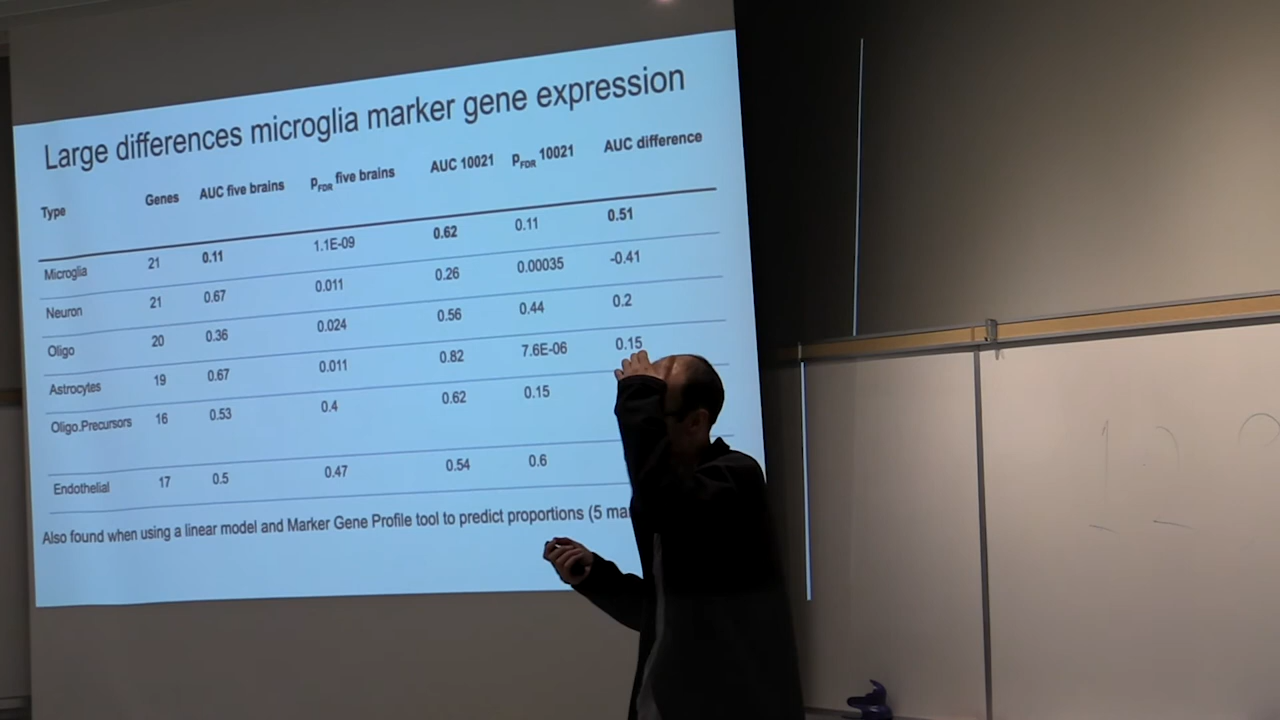 Large differences microglia marker gene expression
Type Genes AUC five brains PFDR five brains AUC 10021 PFDR 10021 AUC difference
Microglia 21 0.11 1.1E-09 0.62 0.11 0.51
Neuron 21 0.67 0.011 0.26 0.00035 -0.41
Oligo 20 0.36 0.024 0.56 0.44 0.2
Astrocytes 19 0.67 0.011 0.82 7.6E-06 0.15
Oligo.Precursors 16 0.53 0.4 0.62 0.15
Endothelial 17 0.5 0.47 0.54 0.6
Also found when using a linear model and Marker Gene Profile tool to predict proportions (5